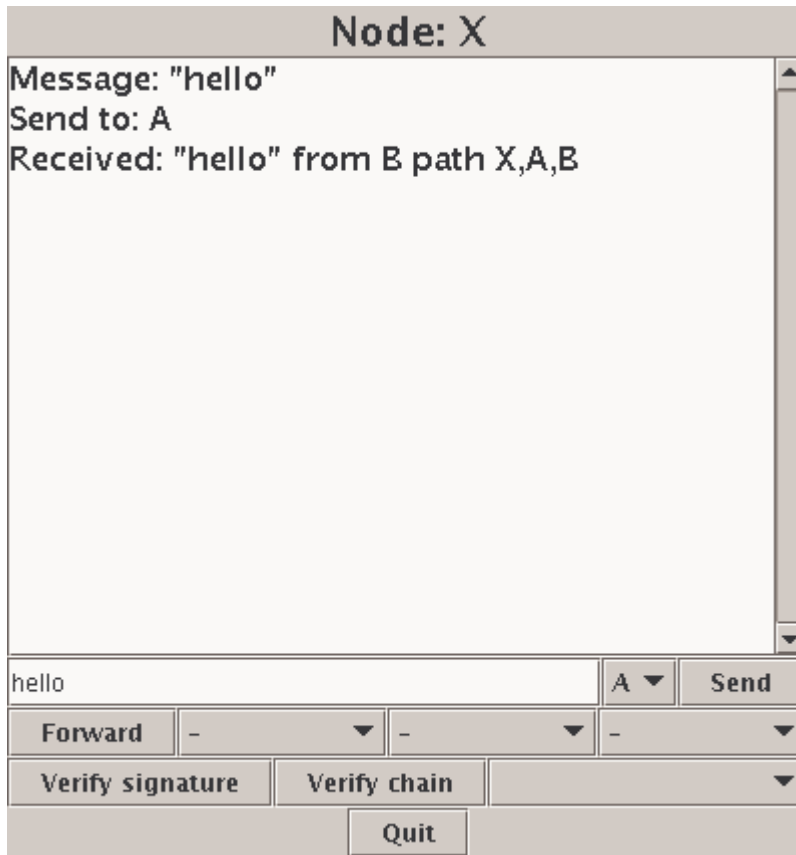 Node: X
Message: "hello"
Send to: A
Received: "hello" from B path X,A,B
hello A Send
Forward - - -
Verify signature Verify chain
Quit